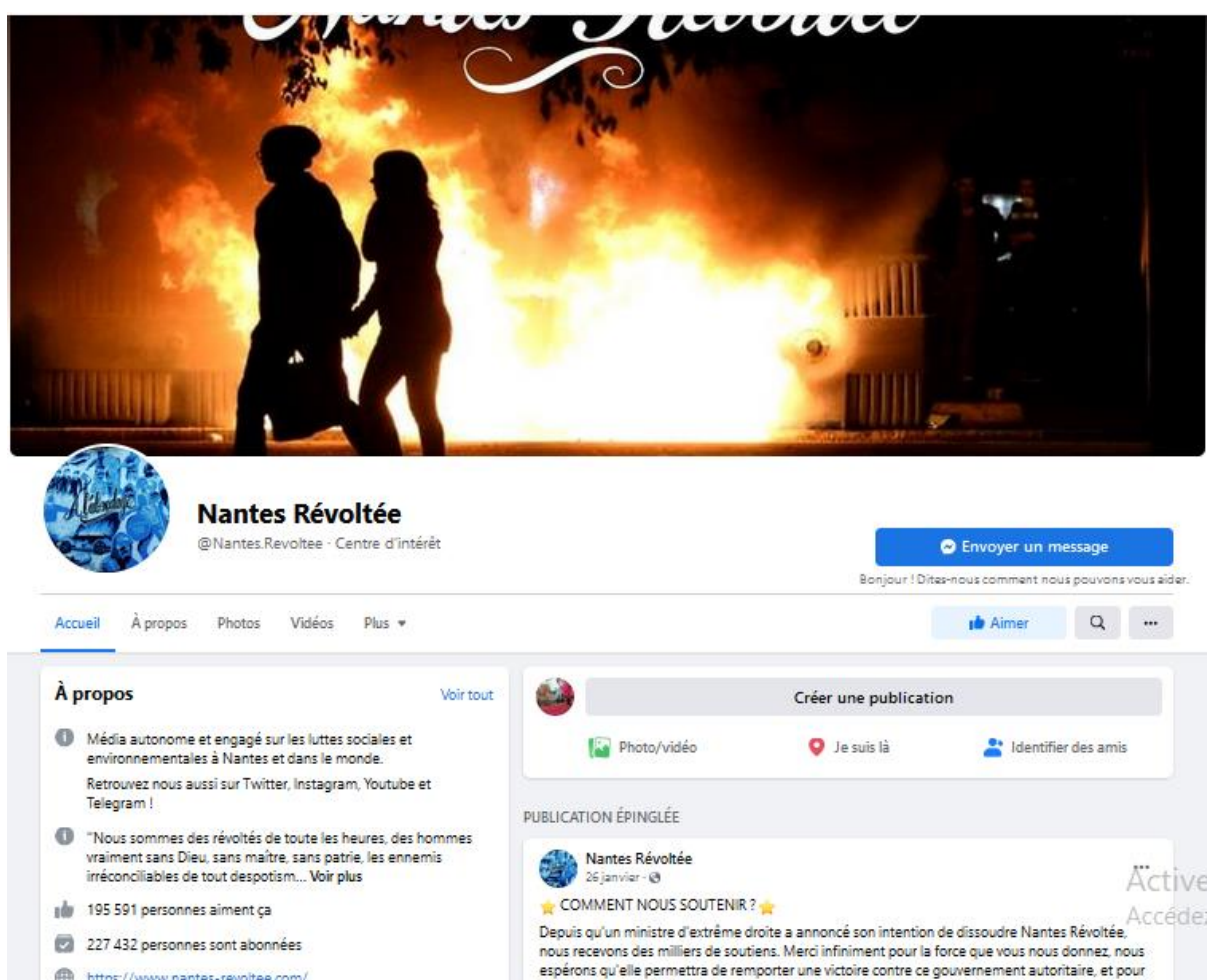 Nantes Révoltée
Nantes Révoltée
@Nantes.Revoltee · Centre d'intérêt
Envoyer un message
Bonjour ! Dites-nous comment nous pouvons vous aider.
Accueil À propos Photos Vidéos Plus
Aimer
À propos
Voir tout
Média autonome et engagé sur les luttes sociales et
environnementales à Nantes et dans le monde.
Retrouvez nous aussi sur Twitter, Instagram, Youtube et
Telegram !
"Nous sommes des révoltés de toute les heures, des hommes
vraiment sans Dieu, sans maître, sans patrie, les ennemis
irréconciliables de tout despotism... Voir plus
195 591 personnes aiment ça
227 432 personnes sont abonnées
https://www.nantes-revoltee.com/
Créer une publication
Photo/vidéo
Je suis là
Identifier des amis
PUBLICATION ÉPINGLÉE
Nantes Révoltée
26 janvier ·
COMMENT NOUS SOUTENIR ?
Depuis qu'un ministre d'extrême droite a annoncé son intention de dissoudre Nantes Révoltée,
nous recevons des milliers de soutiens. Merci infiniment pour la force que vous nous donnez, nous
espérons qu'elle permettra de remporter une victoire contre ce gouvernement autoritaire, et pour
Active
Accédez